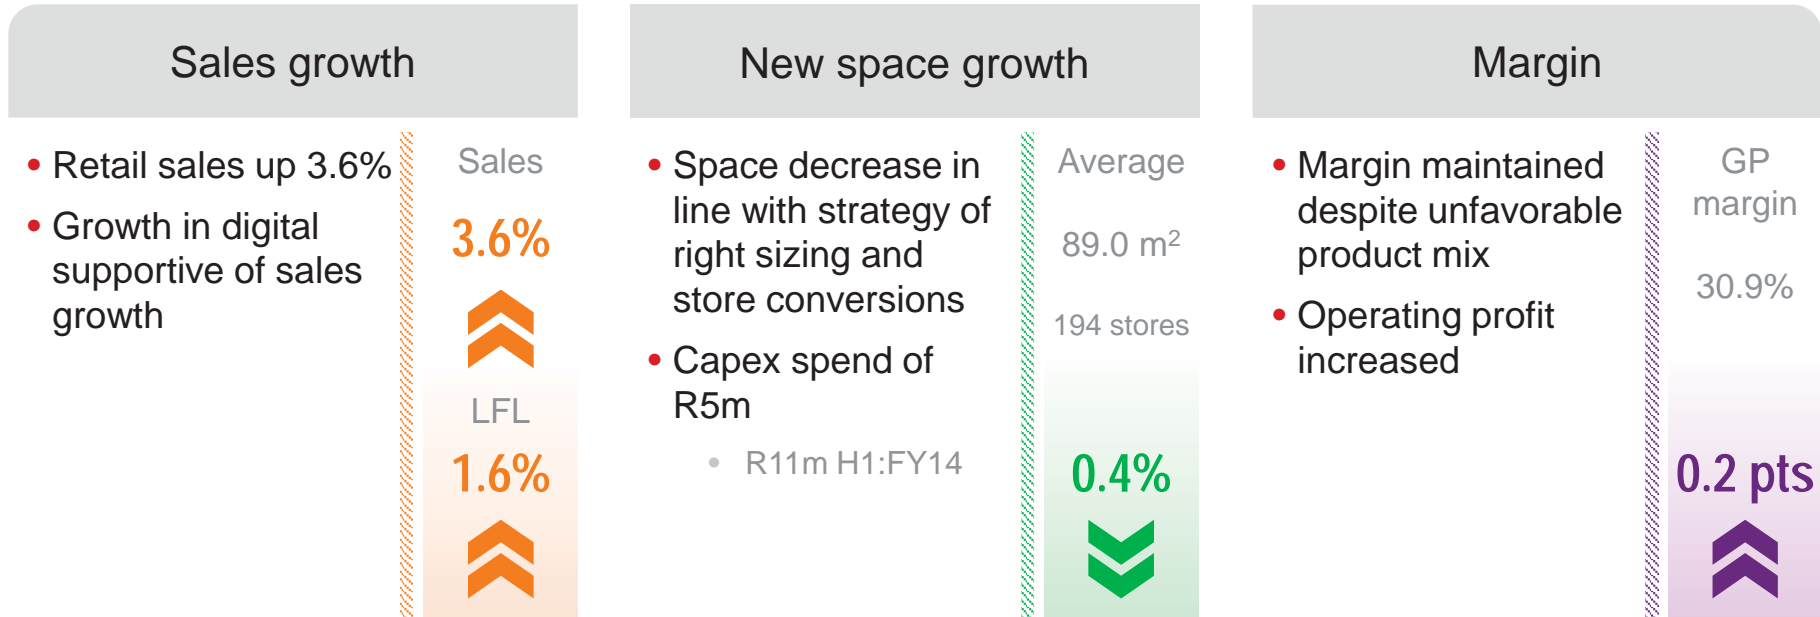 Sales growth
• Retail sales up 3.6%
• Growth in digital
supportive of sales
growth
Sales
3.6%
LFL
1.6%
New space growth
• Space decrease in
line with strategy of
right sizing and
store conversions
• Capex spend of
R5m
• R11m H1:FY14
Average
89.0 m²
194 stores
0.4%
Margin
• Margin maintained
despite unfavorable
product mix
• Operating profit
increased
GP
margin
30.9%
0.2 pts